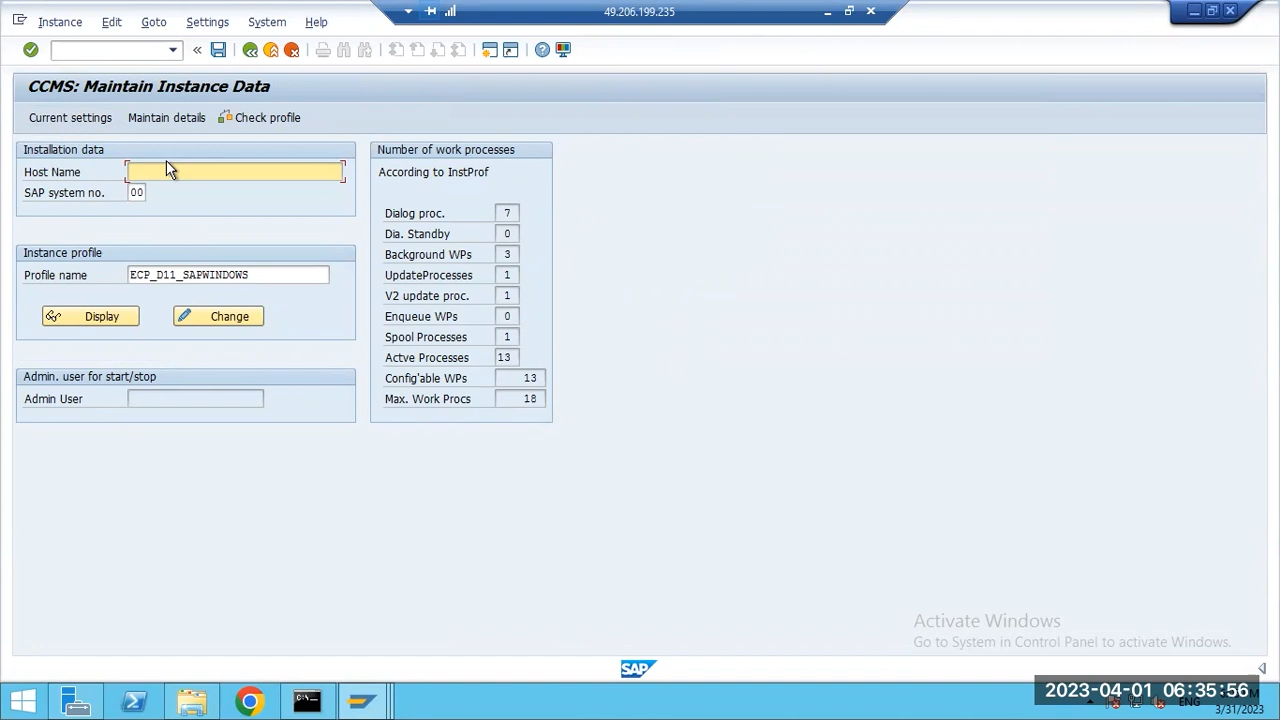 Instance Edit Goto Settings System Help
49.206.199.235
CCMS: Maintain Instance Data
Current settings Maintain details Check profile
Installation data
Host Name
SAP system no. 00
Instance profile
Profile name ECP_D11_SAPWINDOWS
Display Change
Admin. user for start/stop
Admin User
Number of work processes
According to InstProf
Dialog proc. 7
Dia. Standby 0
Background WPs 3
UpdateProcesses 1
V2 update proc. 1
Enqueue WPs 0
Spool Processes 1
Actve Processes 13
Config'able WPs 13
Max. Work Procs 18
Activate Windows
Go to System in Control Panel to activate Windows.
SAP
2023-04-01 06:35:56
ENG
3/31/2023